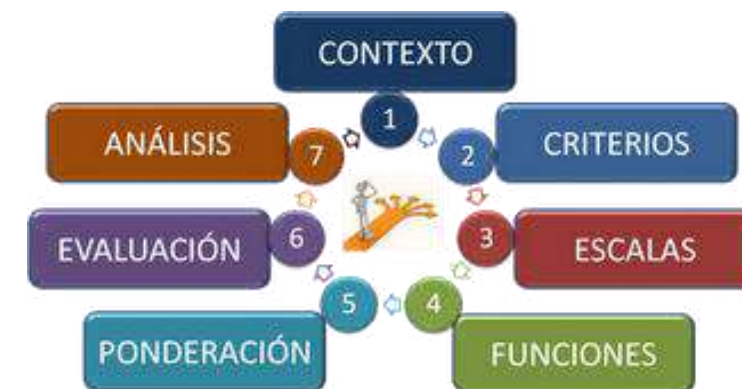 CONTEXTO
1
CRITERIOS
2
ESCALAS
3
FUNCIONES
4
PONDERACIÓN
5
EVALUACIÓN
6
ANÁLISIS
7